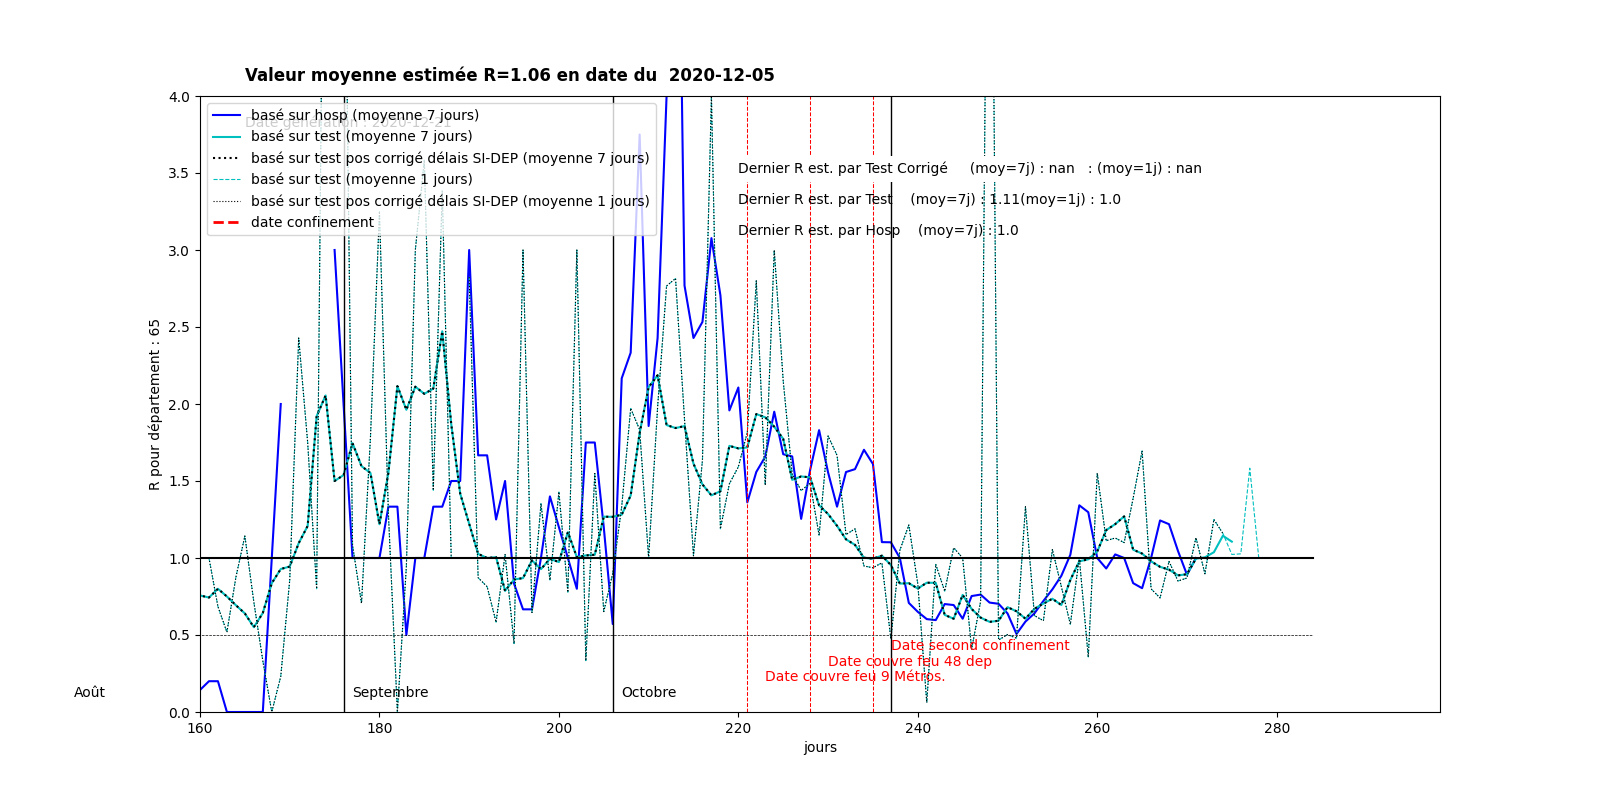 Valeur moyenne estimée R=1.06 en date du  2020-12-05
Date génération : 2020-12-21
basé sur hosp (moyenne 7 jours)
basé sur test (moyenne 7 jours)
basé sur test pos corrigé délais SI-DEP (moyenne 7 jours)
basé sur test (moyenne 1 jours)
basé sur test pos corrigé délais SI-DEP (moyenne 1 jours)
date confinement
Dernier R est. par Test Corrigé     (moy=7j) : nan   : (moy=1j) : nan
Dernier R est. par Test    (moy=7j) : 1.11(moy=1j) : 1.0
Dernier R est. par Hosp    (moy=7j) : 1.0
4.0
3.5
3.0
2.5
2.0
1.5
1.0
0.5
0.0
R pour département : 65
Date second confinement
Date couvre feu 48 dep
Date couvre feu 9 Métros.
Août
Septembre
Octobre
160
180
200
220
240
260
280
jours